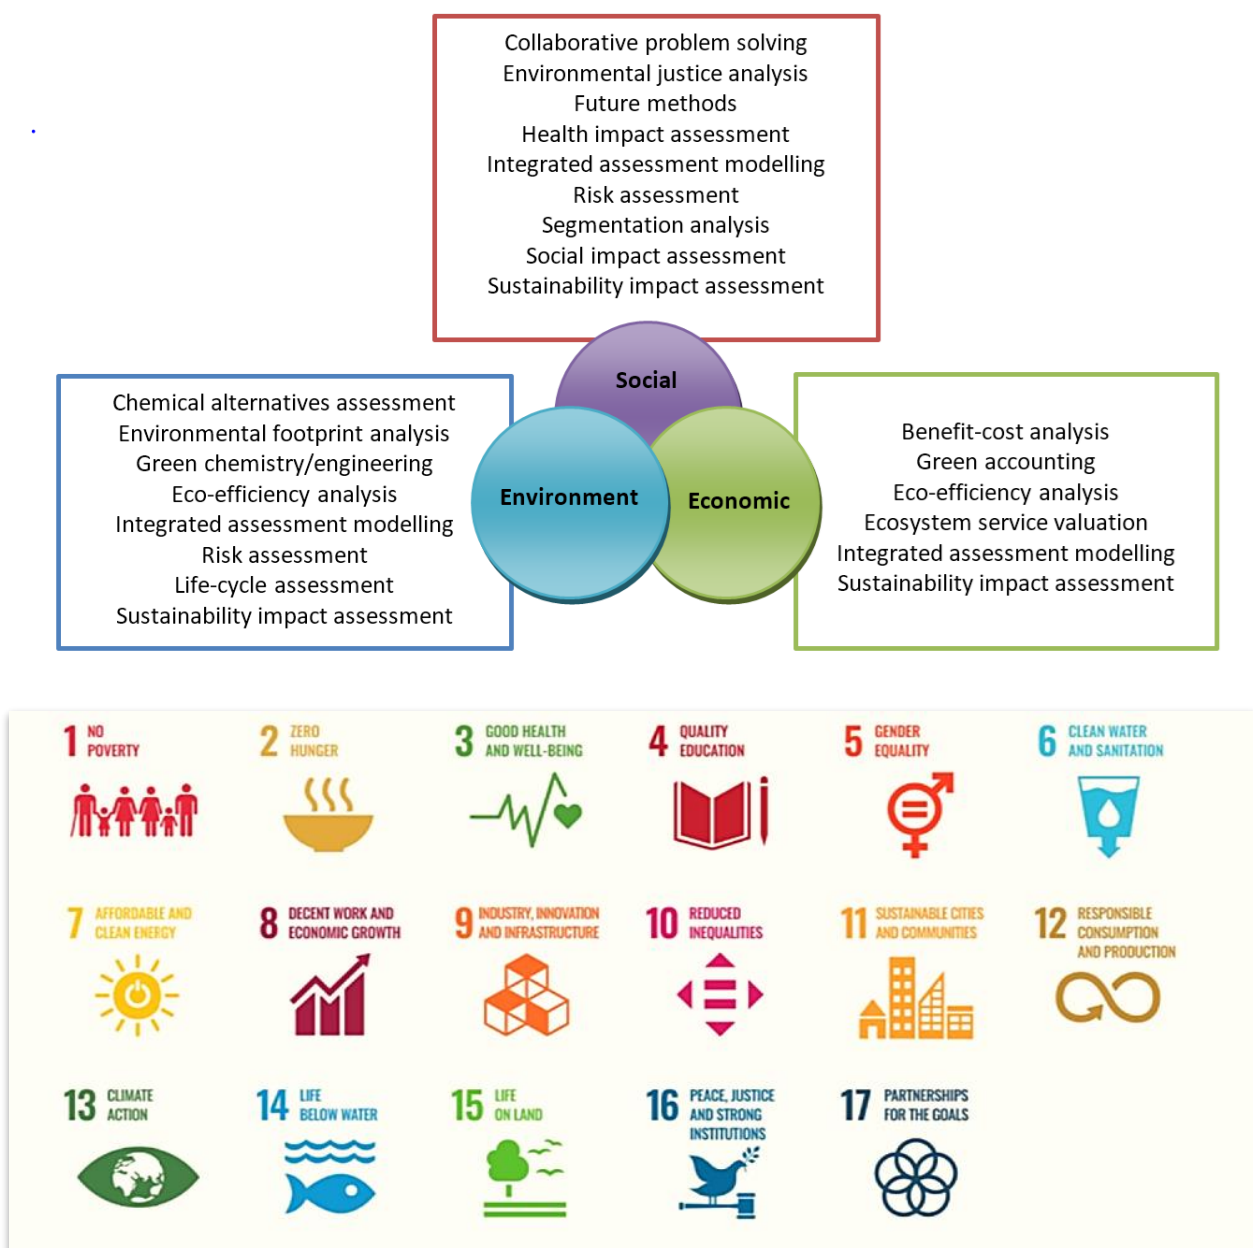 Collaborative problem solving
Environmental justice analysis
Future methods
Health impact assessment
Integrated assessment modelling
Risk assessment
Segmentation analysis
Social impact assessment
Sustainability impact assessment
Social
Chemical alternatives assessment
Environmental footprint analysis
Green chemistry/engineering
Eco-efficiency analysis
Integrated assessment modelling
Risk assessment
Life-cycle assessment
Sustainability impact assessment
Environment
Economic
Benefit-cost analysis
Green accounting
Eco-efficiency analysis
Ecosystem service valuation
Integrated assessment modelling
Sustainability impact assessment
1 NO
POVERTY
2 ZERO
HUNGER
3 GOOD HEALTH
AND WELL-BEING
4 QUALITY
EDUCATION
5 GENDER
EQUALITY
6 CLEAN WATER
AND SANITATION
7 AFFORDABLE AND
CLEAN ENERGY
8 DECENT WORK AND
ECONOMIC GROWTH
9 INDUSTRY, INNOVATION
AND INFRASTRUCTURE
10 REDUCED
INEQUALITIES
11 SUSTAINABLE CITIES
AND COMMUNITIES
12 RESPONSIBLE
CONSUMPTION
AND PRODUCTION
13 CLIMATE
ACTION
14 LIFE
BELOW WATER
15 LIFE
ON LAND
16 PEACE, JUSTICE
AND STRONG
INSTITUTIONS
17 PARTNERSHIPS
FOR THE GOALS